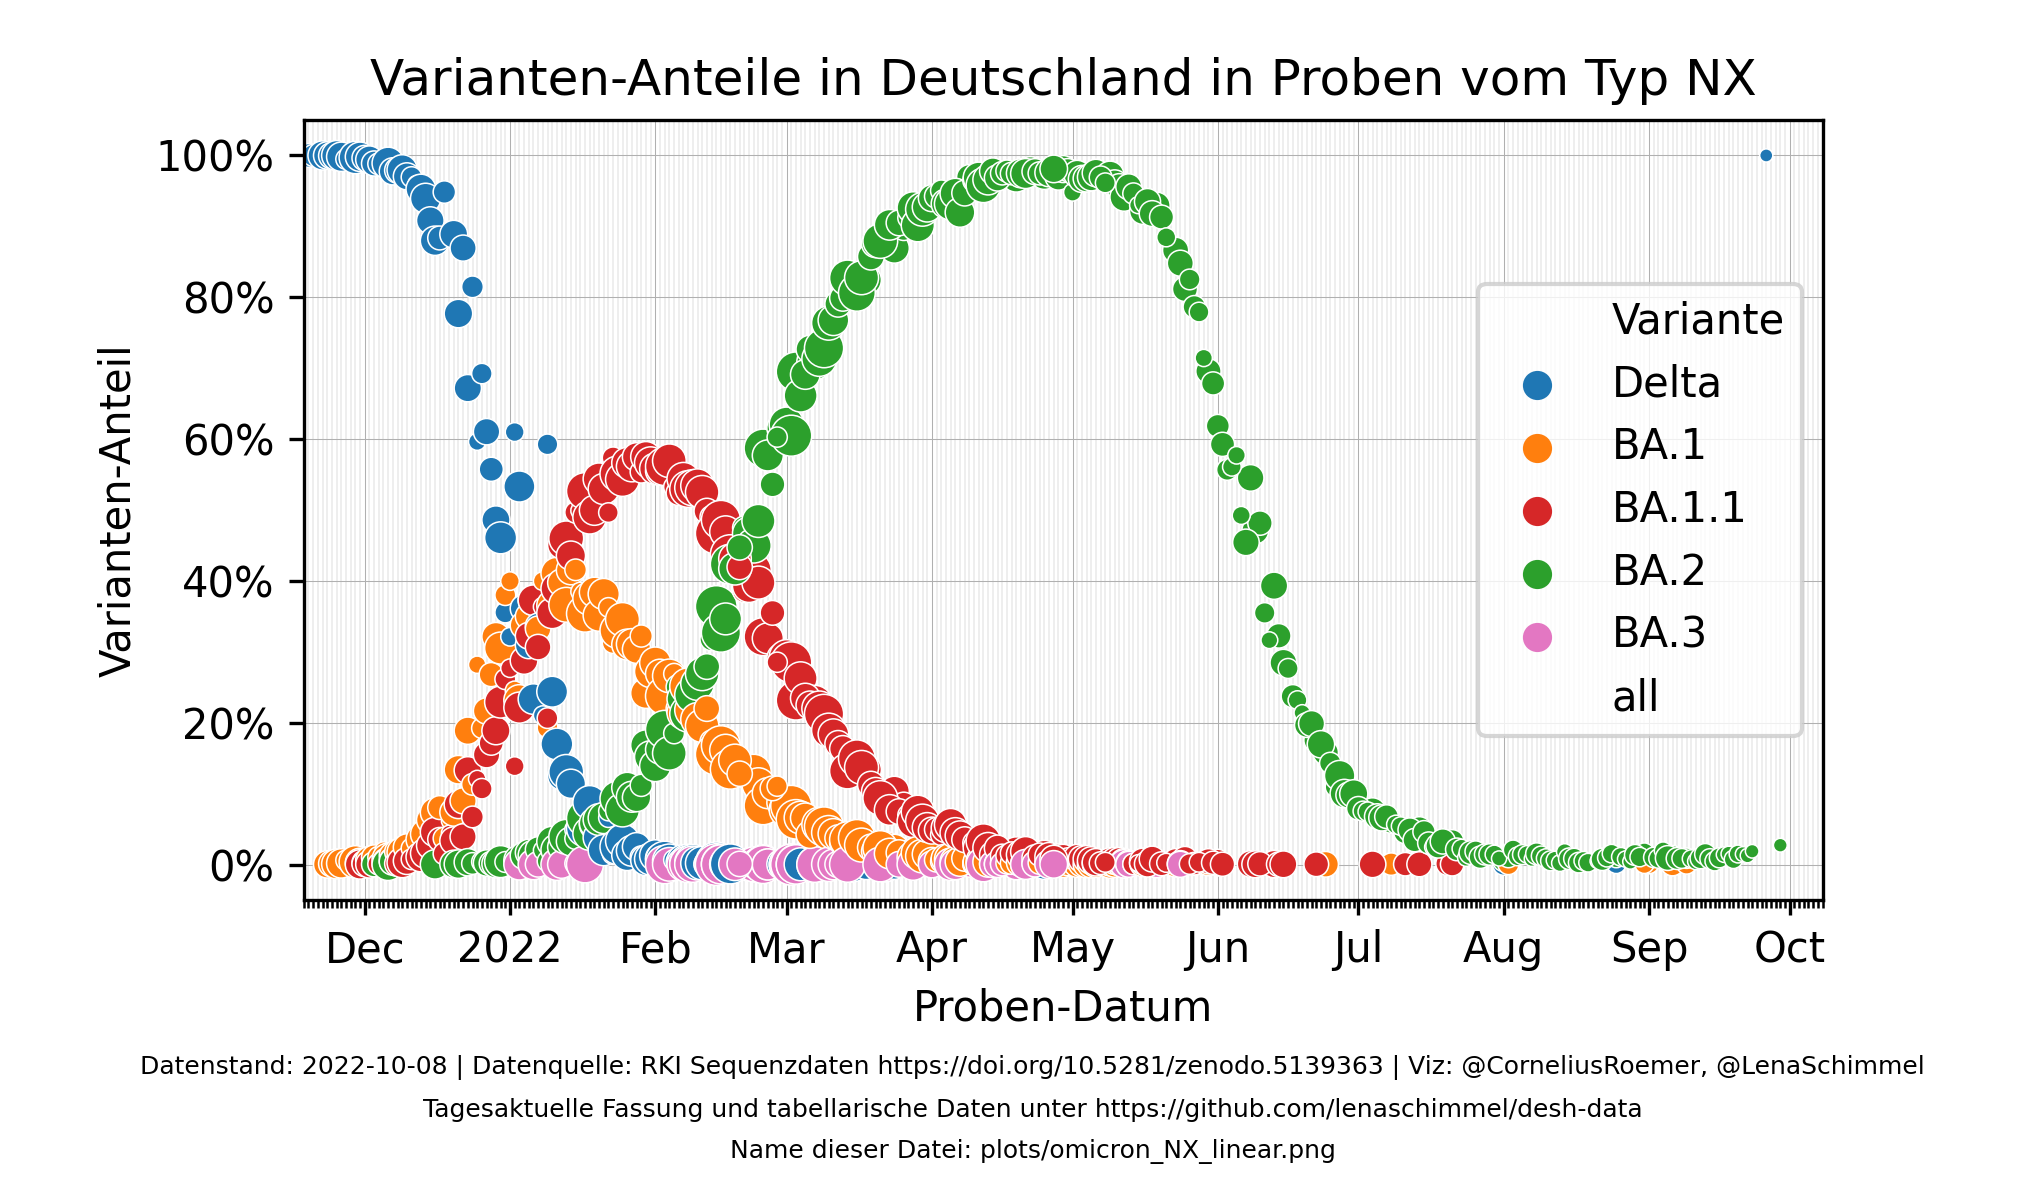 Varianten-Anteile in Deutschland in Proben vom Typ NX
Varianten-Anteil
100%
80%
60%
40%
20%
0%
Variante
Delta
BA.1
BA.1.1
BA.2
BA.3
all
Dec 2022 Feb Mar Apr May Jun Jul Aug Sep Oct
Proben-Datum
Datenstand: 2022-10-08 | Datenquelle: RKI Sequenzdaten https://doi.org/10.5281/zenodo.5139363 | Viz: @CorneliusRoemer, @LenaSchimmel
Tagesaktuelle Fassung und tabellarische Daten unter https://github.com/lenaschimmel/desh-data
Name dieser Datei: plots/omicron_NX_linear.png